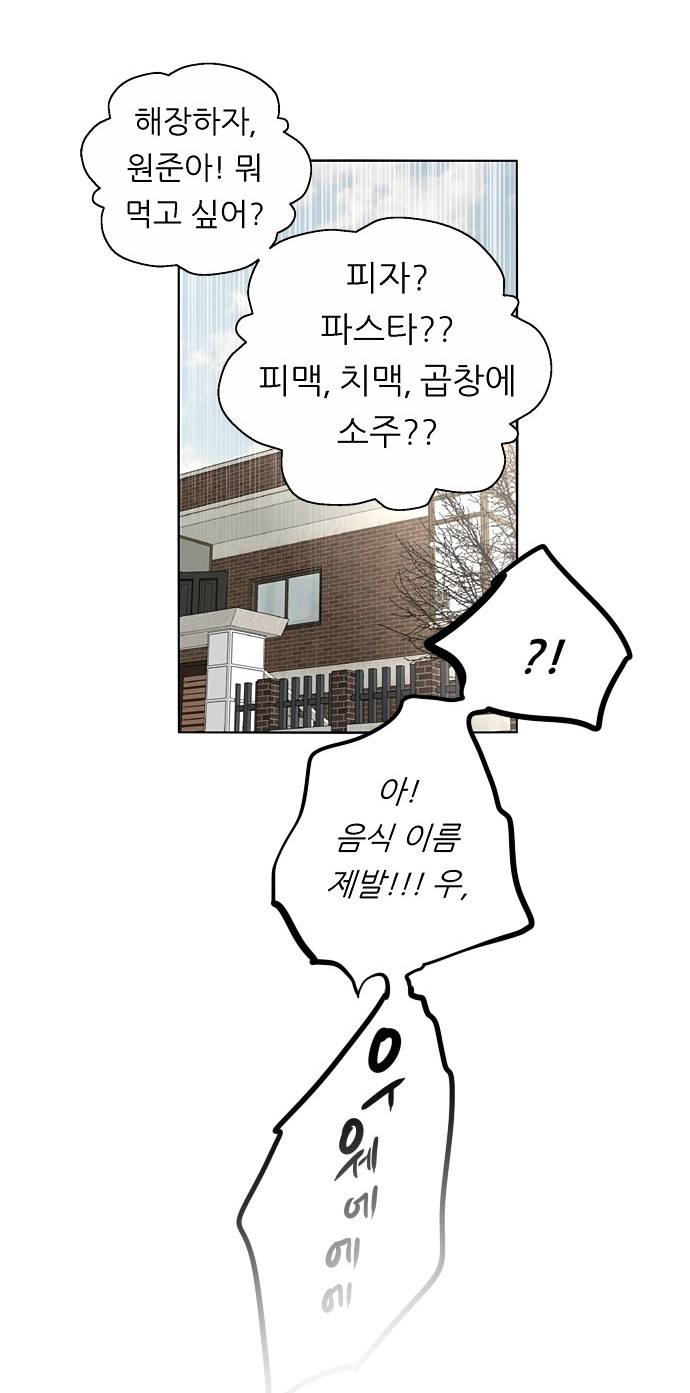 해장하자,
원준아! 뭐
먹고 싶어?
피자?
파스타??
피맥, 치맥, 곱창에
소주??
?!
아!
음식 이름
제발!!! 우,
우
웨
에
에
에